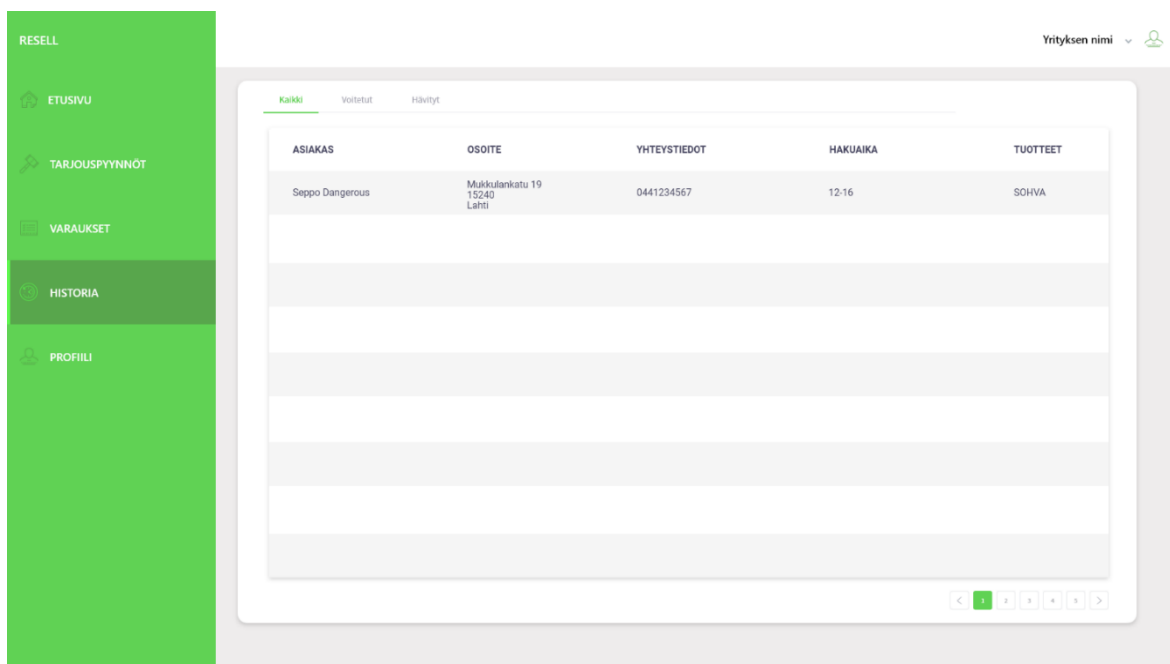 RESELL
Yrityksen nimi
ETUSIVU
TARJOUSPYYNNÖT
VARAUKSET
HISTORIA
PROFIILI
Kaikki Voitetut Hävityt
ASIAKAS OSOITE YHTEYSTIEDOT HAKUAIKA TUOTTEET
Seppo Dangerous Mukkulankatu 19 0441234567 12-16 SOHVA
15240
Lahti
< 1 2 3 4 5 >